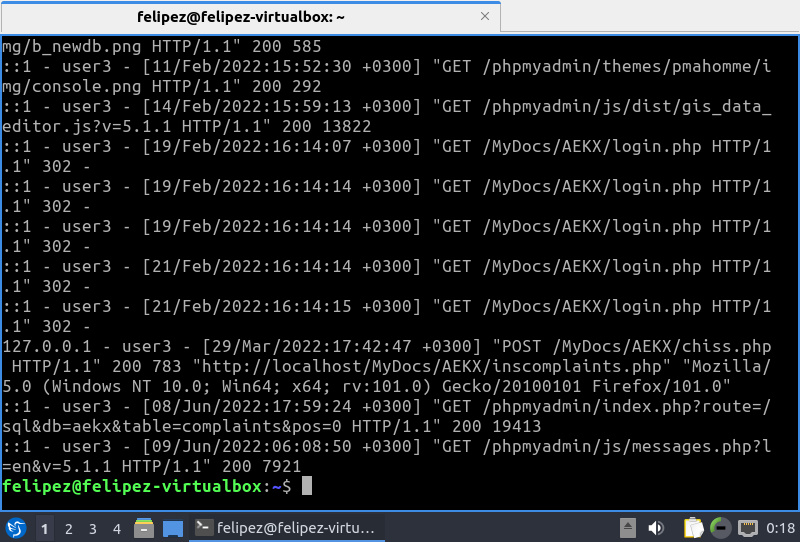 felipez@felipez-virtualbox: ~
mg/b_newdb.png HTTP/1.1" 200 585
::1 - user3 - [11/Feb/2022:15:52:30 +0300] "GET /phpmyadmin/themes/pmahomme/i
mg/console.png HTTP/1.1" 200 292
::1 - user3 - [14/Feb/2022:15:59:13 +0300] "GET /phpmyadmin/js/dist/gis_data_
editor.js?v=5.1.1 HTTP/1.1" 200 13822
::1 - user3 - [19/Feb/2022:16:14:07 +0300] "GET /MyDocs/AEKX/login.php HTTP/1
.1" 302 -
::1 - user3 - [19/Feb/2022:16:14:14 +0300] "GET /MyDocs/AEKX/login.php HTTP/1
.1" 302 -
::1 - user3 - [19/Feb/2022:16:14:14 +0300] "GET /MyDocs/AEKX/login.php HTTP/1
.1" 302 -
::1 - user3 - [21/Feb/2022:16:14:14 +0300] "GET /MyDocs/AEKX/login.php HTTP/1
.1" 302 -
::1 - user3 - [21/Feb/2022:16:14:15 +0300] "GET /MyDocs/AEKX/login.php HTTP/1
.1" 302 -
127.0.0.1 - user3 - [29/Mar/2022:17:42:47 +0300] "POST /MyDocs/AEKX/chiss.php
 HTTP/1.1" 200 783 "http://localhost/MyDocs/AEKX/inscomplaints.php" "Mozilla/
5.0 (Windows NT 10.0; Win64; x64; rv:101.0) Gecko/20100101 Firefox/101.0"
::1 - user3 - [08/Jun/2022:17:59:24 +0300] "GET /phpmyadmin/index.php?route=/
sql&db=aekx&table=complaints&pos=0 HTTP/1.1" 200 19413
::1 - user3 - [09/Jun/2022:06:08:50 +0300] "GET /phpmyadmin/js/messages.php?l
=en&v=5.1.1 HTTP/1.1" 200 7921
felipez@felipez-virtualbox:~$
1 2 3 4 felipez@felipez-virtu... 0:18